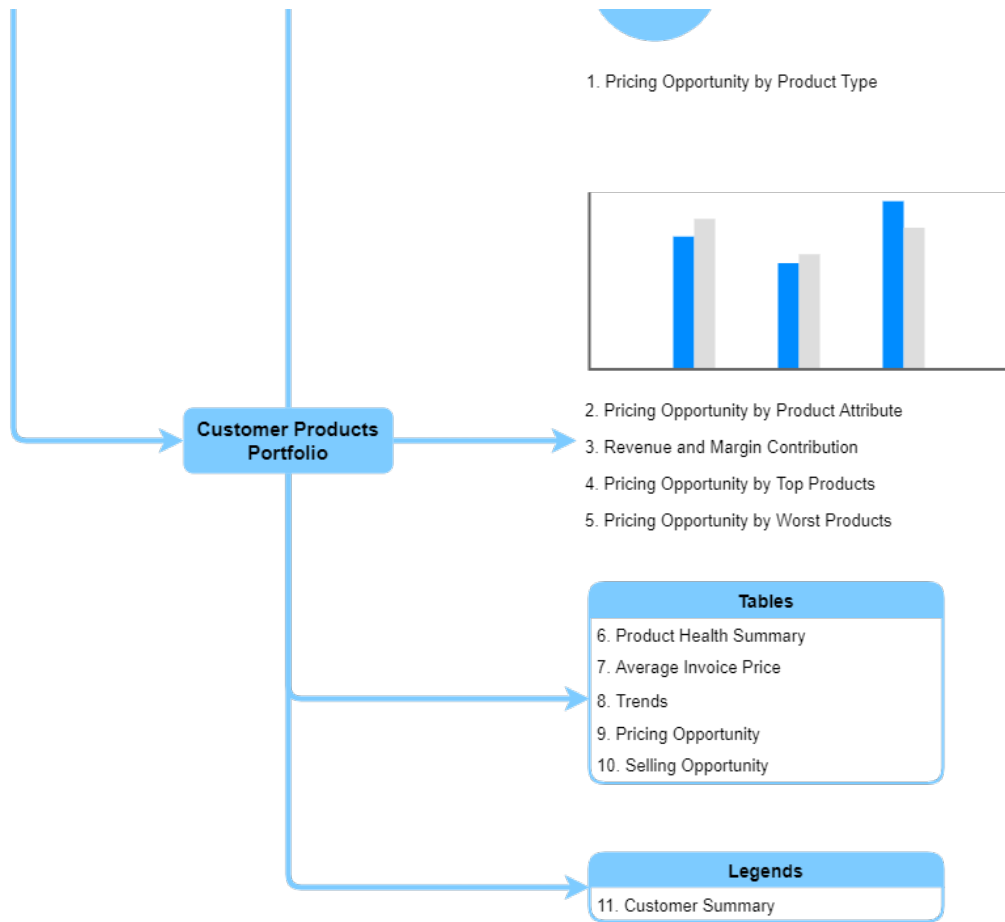 1. Pricing Opportunity by Product Type
Customer Products
Portfolio
2. Pricing Opportunity by Product Attribute
3. Revenue and Margin Contribution
4. Pricing Opportunity by Top Products
5. Pricing Opportunity by Worst Products
Tables
6. Product Health Summary
7. Average Invoice Price
8. Trends
9. Pricing Opportunity
10. Selling Opportunity
Legends
11. Customer Summary